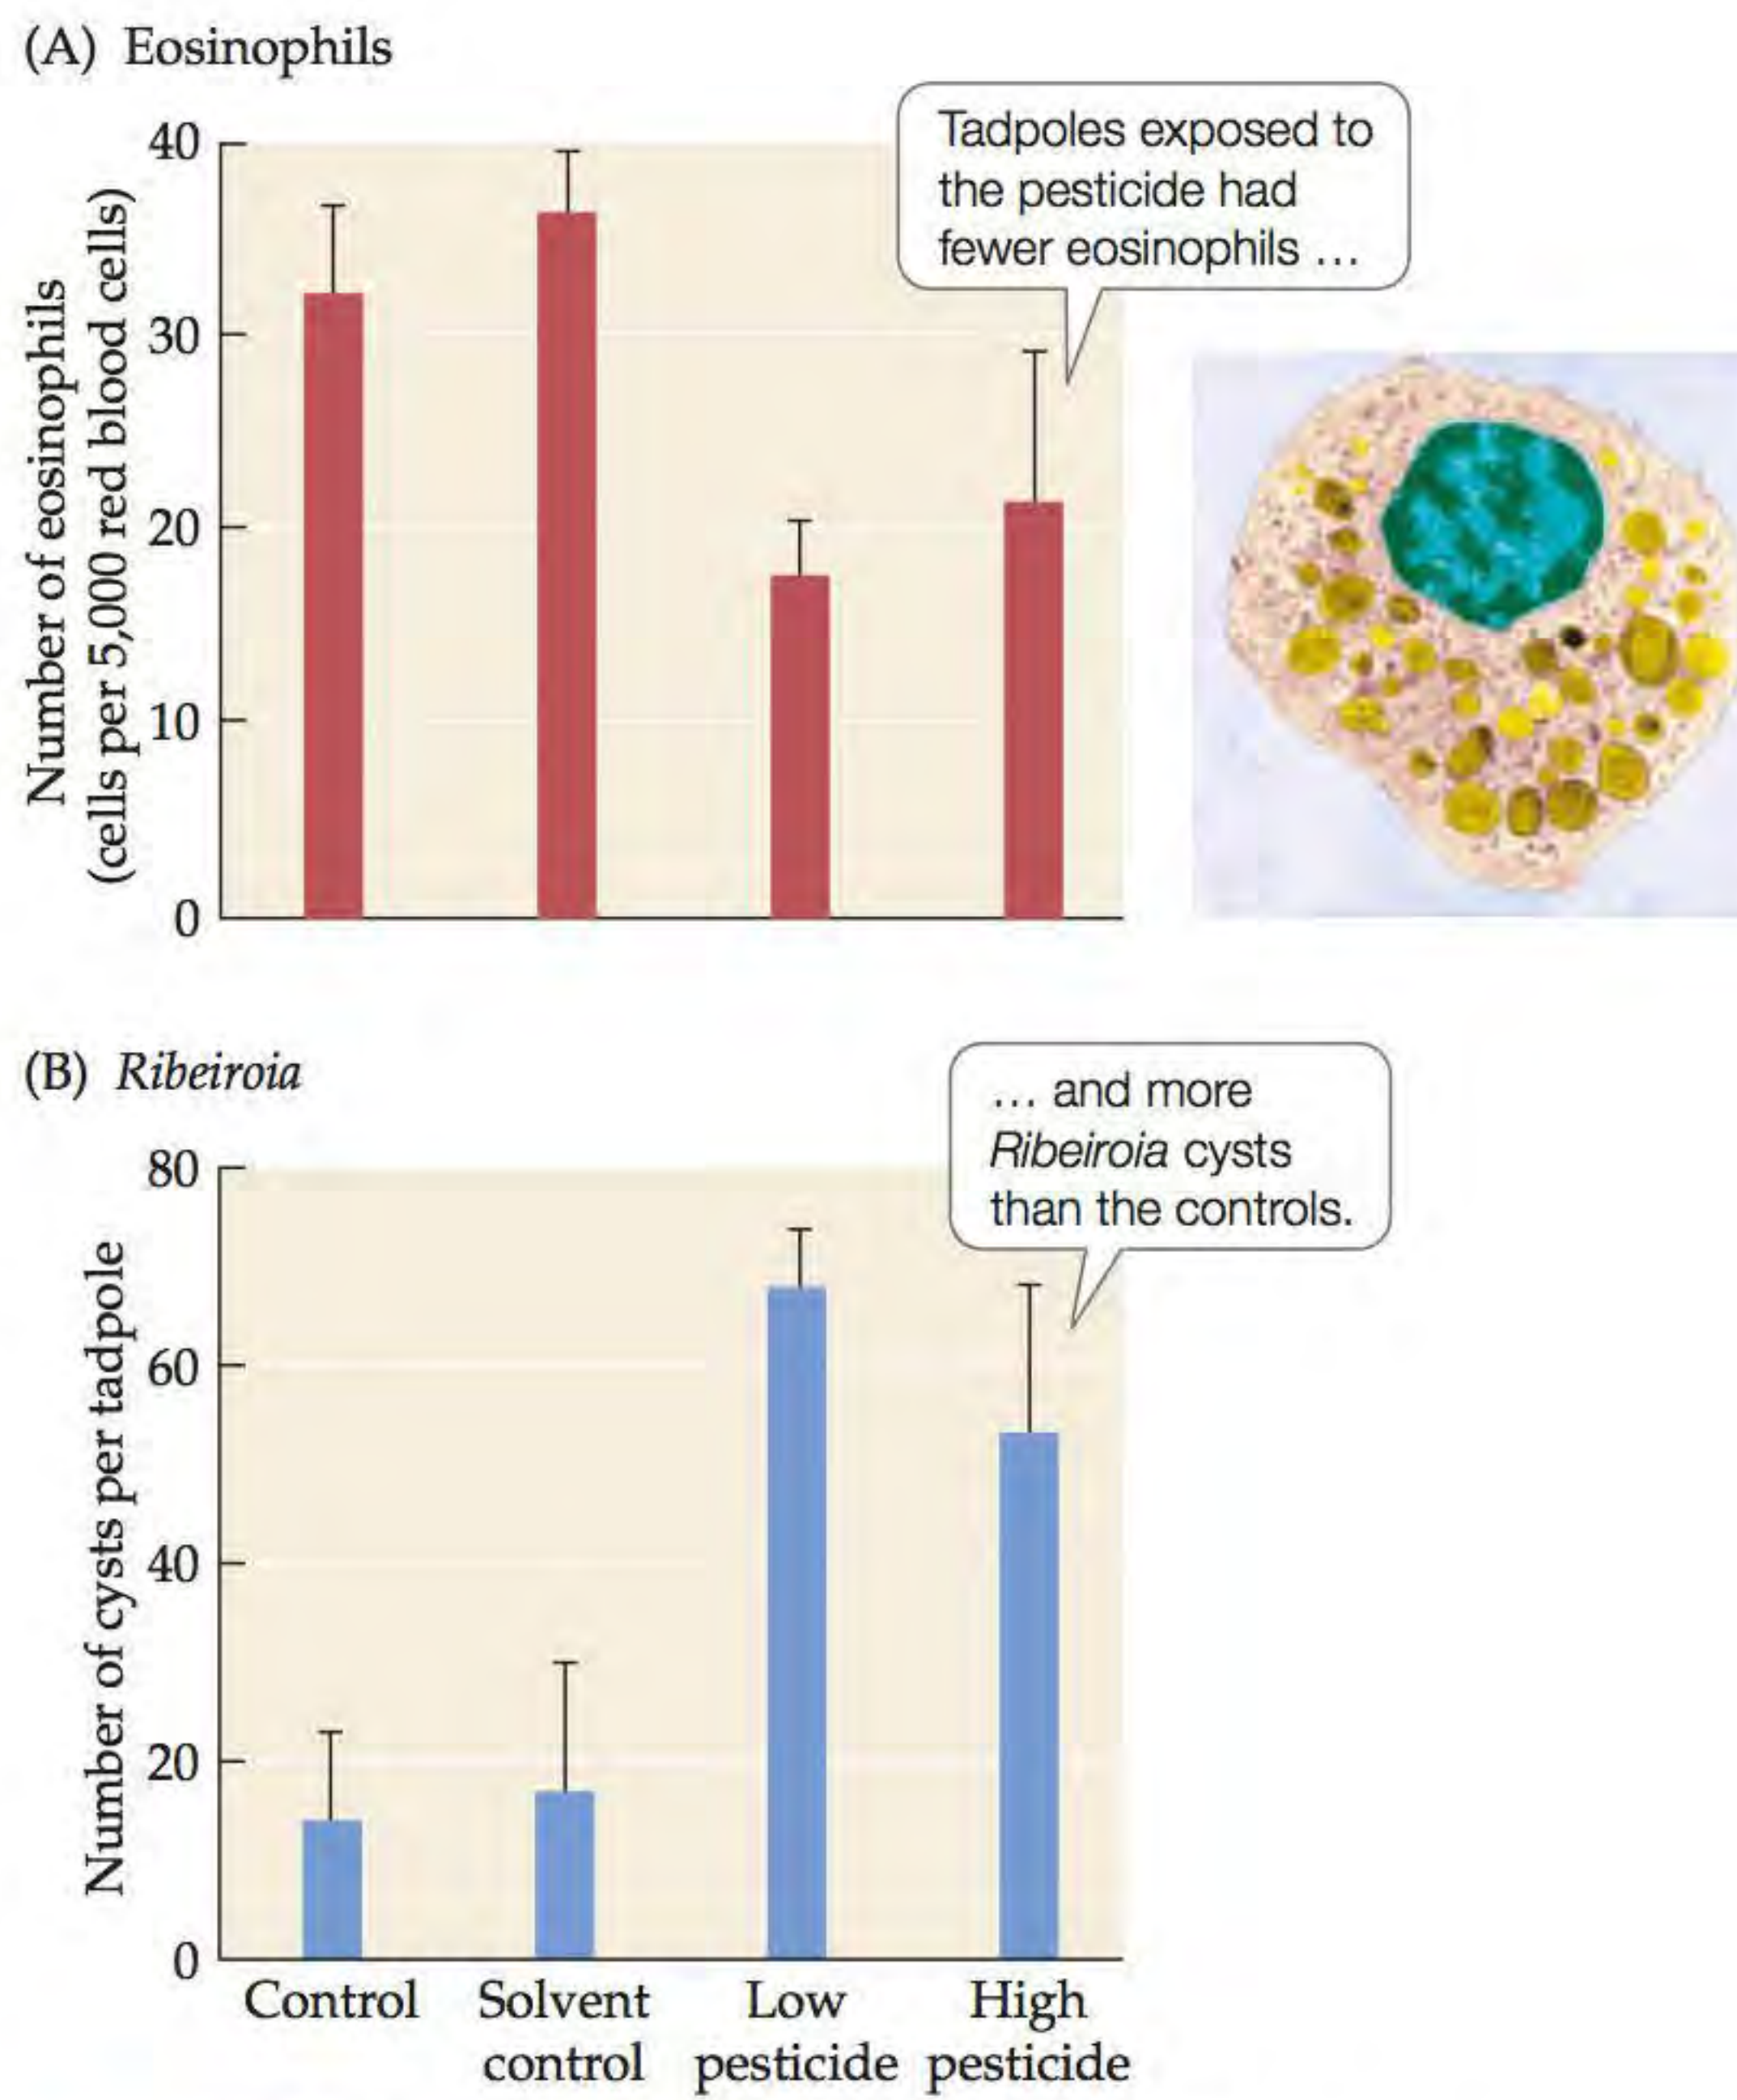 (A) Eosinophils
Tadpoles exposed to
the pesticide had
fewer eosinophils …
Number of eosinophils
(cells per 5,000 red blood cells)
40
30
20
10
0
(B) Ribeiroia
… and more
Ribeiroia cysts
than the controls.
Number of cysts per tadpole
80
60
40
20
0
Control
Solvent
control
Low
pesticide
High
pesticide